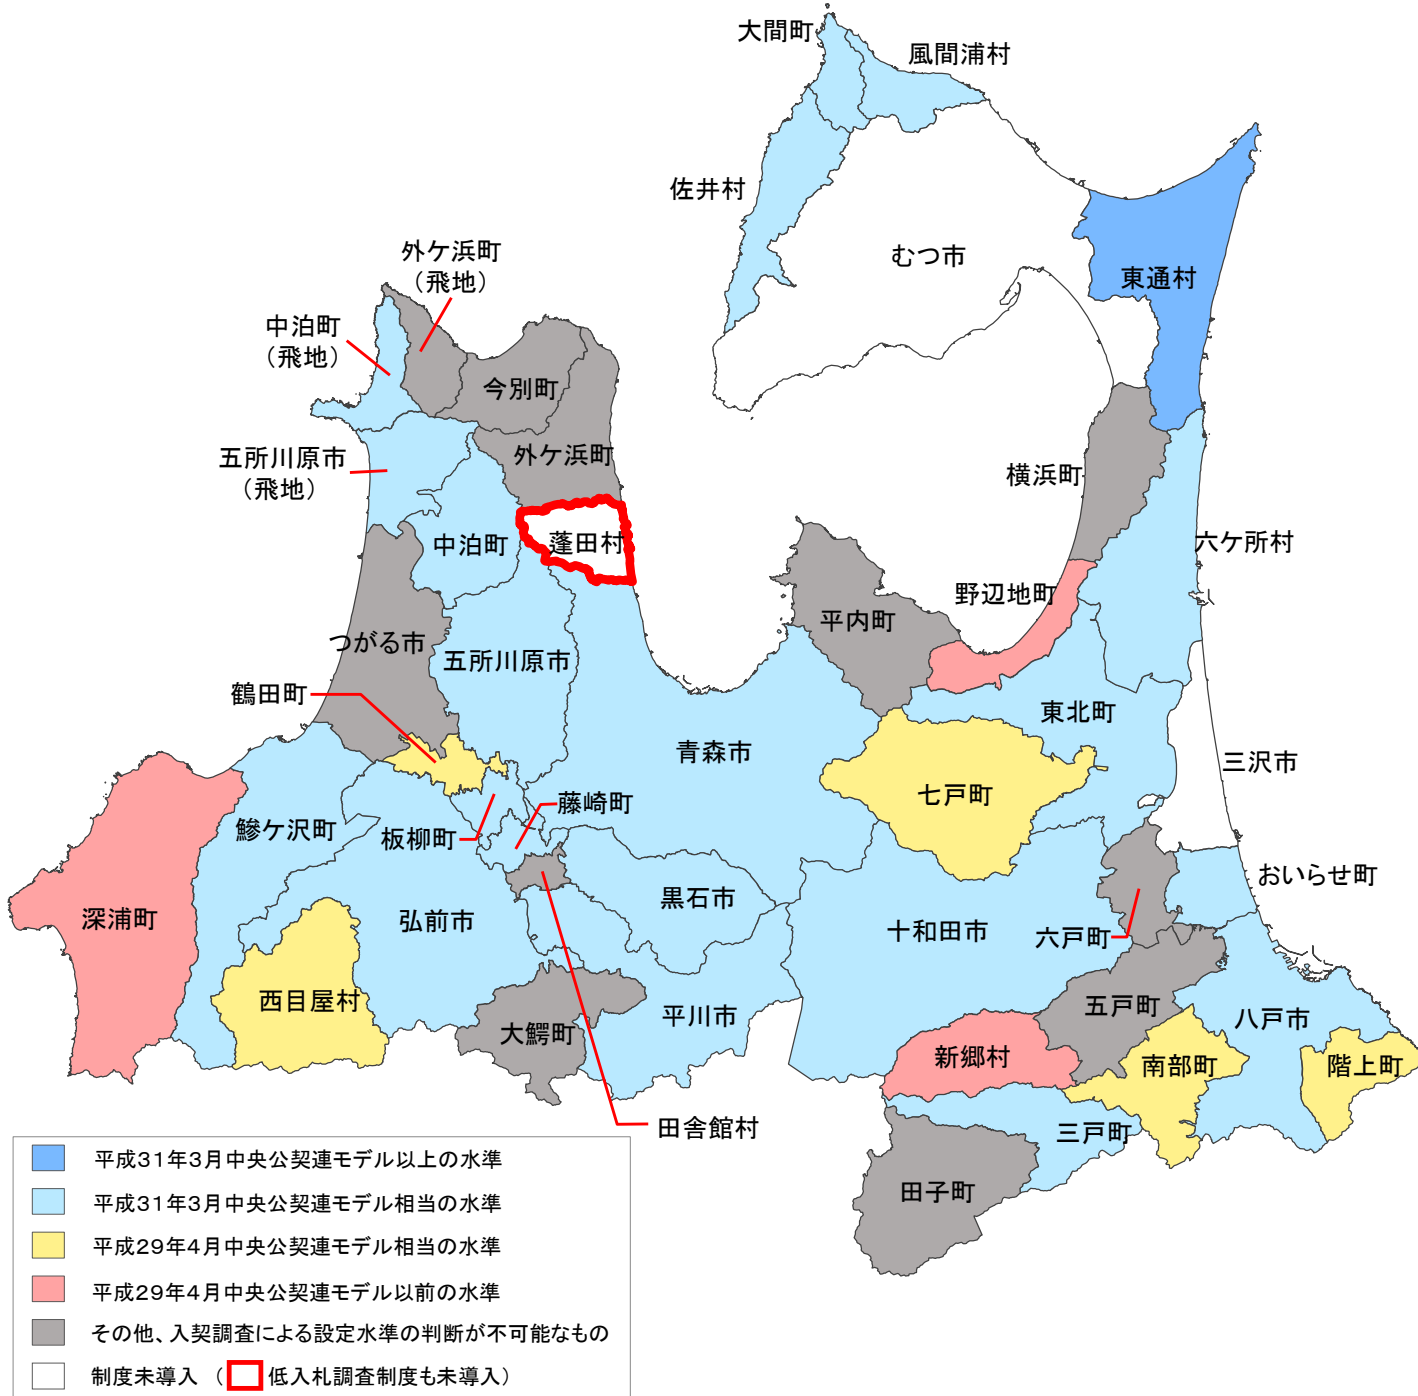 大間町
風間浦村
佐井村
むつ市
東通村
外ケ浜町
（飛地）
中泊町
（飛地）
今別町
外ケ浜町
五所川原市
（飛地）
横浜町
中泊町
蓬田村
六ケ所村
野辺地町
平内町
つがる市
五所川原市
鶴田町
東北町
青森市
三沢市
七戸町
藤崎町
鰺ケ沢町
板柳町
おいらせ町
黒石市
深浦町
弘前市
十和田市
六戸町
西目屋村
五戸町
平川市
八戸市
大鰐町
新郷村
南部町
階上町
田舎館村
三戸町
田子町
平成31年3月中央公契連モデル以上の水準
平成31年3月中央公契連モデル相当の水準
平成29年4月中央公契連モデル相当の水準
平成29年4月中央公契連モデル以前の水準
その他、入契調査による設定水準の判断が不可能なもの
制度未導入 （ 低入札調査制度も未導入）